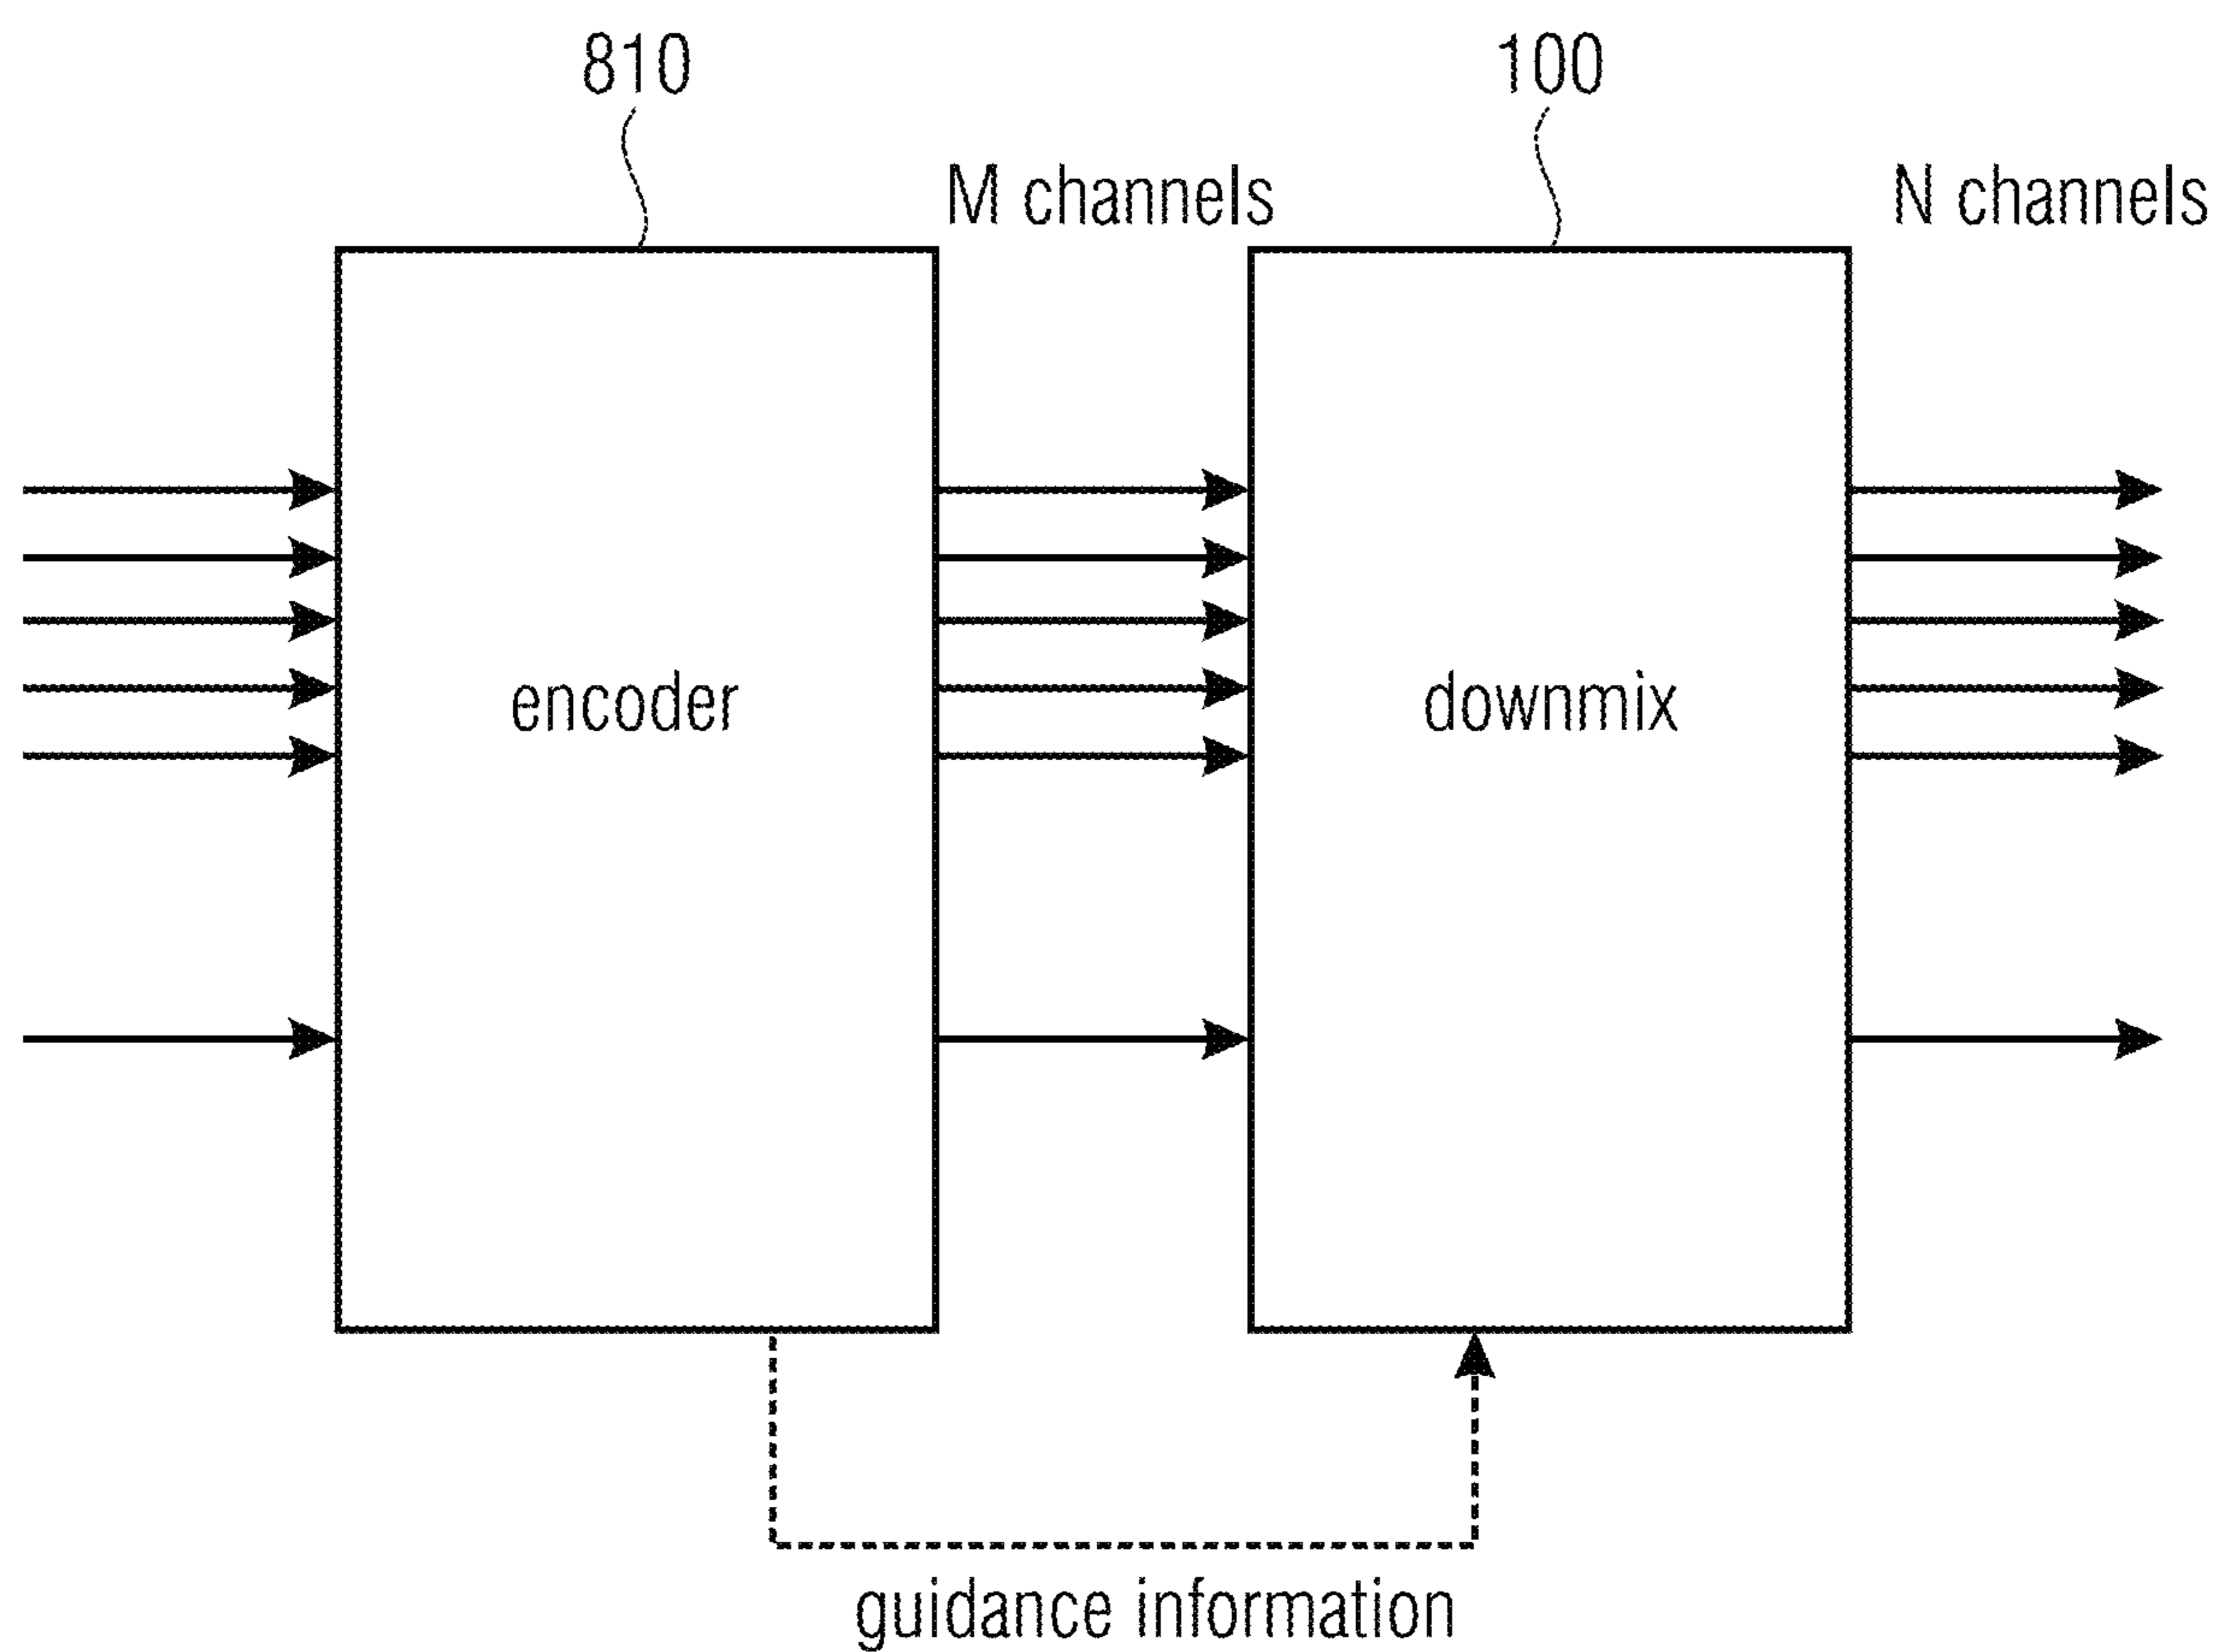 810
100
M channels
N channels
encoder
downmix
guidance information